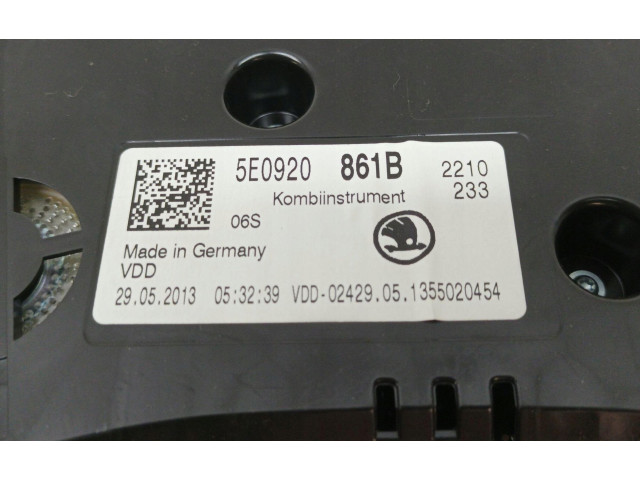 5E0920 861B 2210
Kombiinstrument 233
06S
Made in Germany
VDD
29.05.2013 05:32:39 VDD-02429.05.1355020454